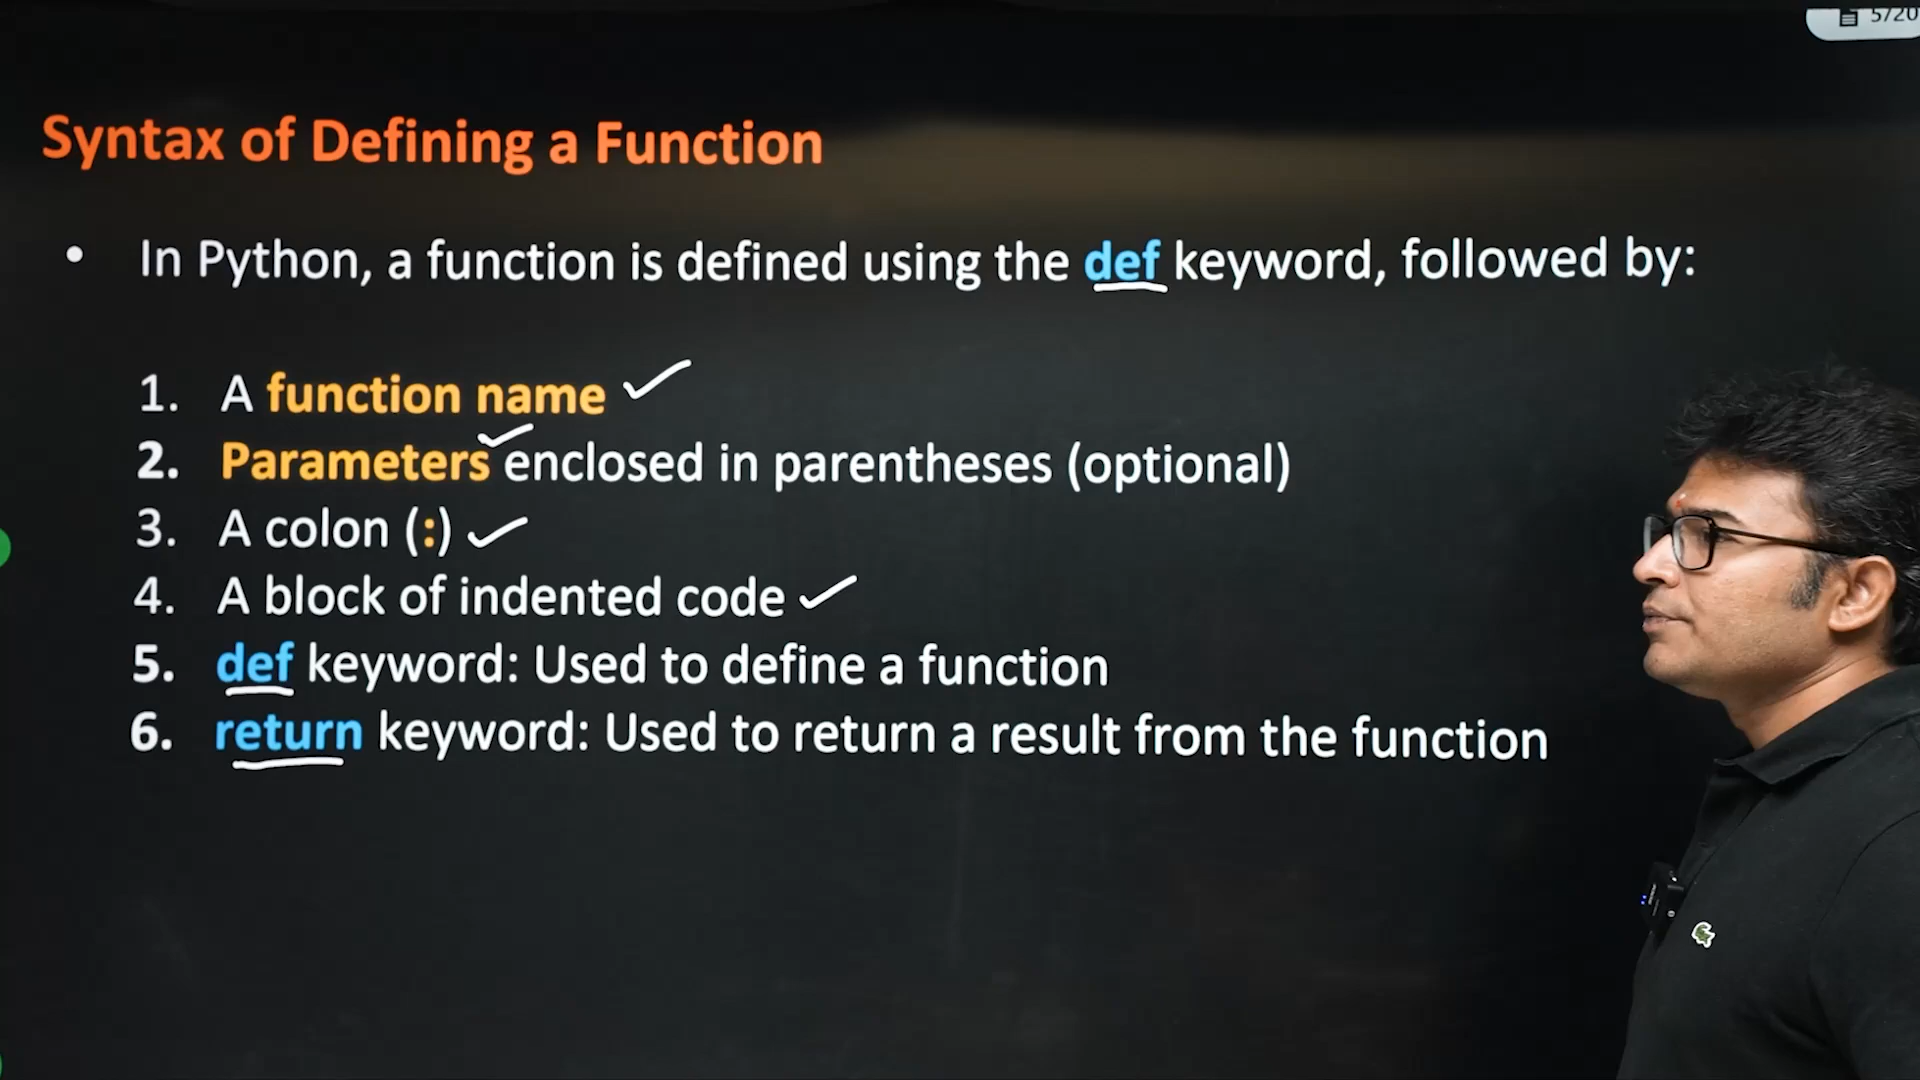 5/20
Syntax of Defining a Function
• In Python, a function is defined using the def keyword, followed by:
1. A function name
2. Parameters enclosed in parentheses (optional)
3. A colon (:)
4. A block of indented code
5. def keyword: Used to define a function
6. return keyword: Used to return a result from the function